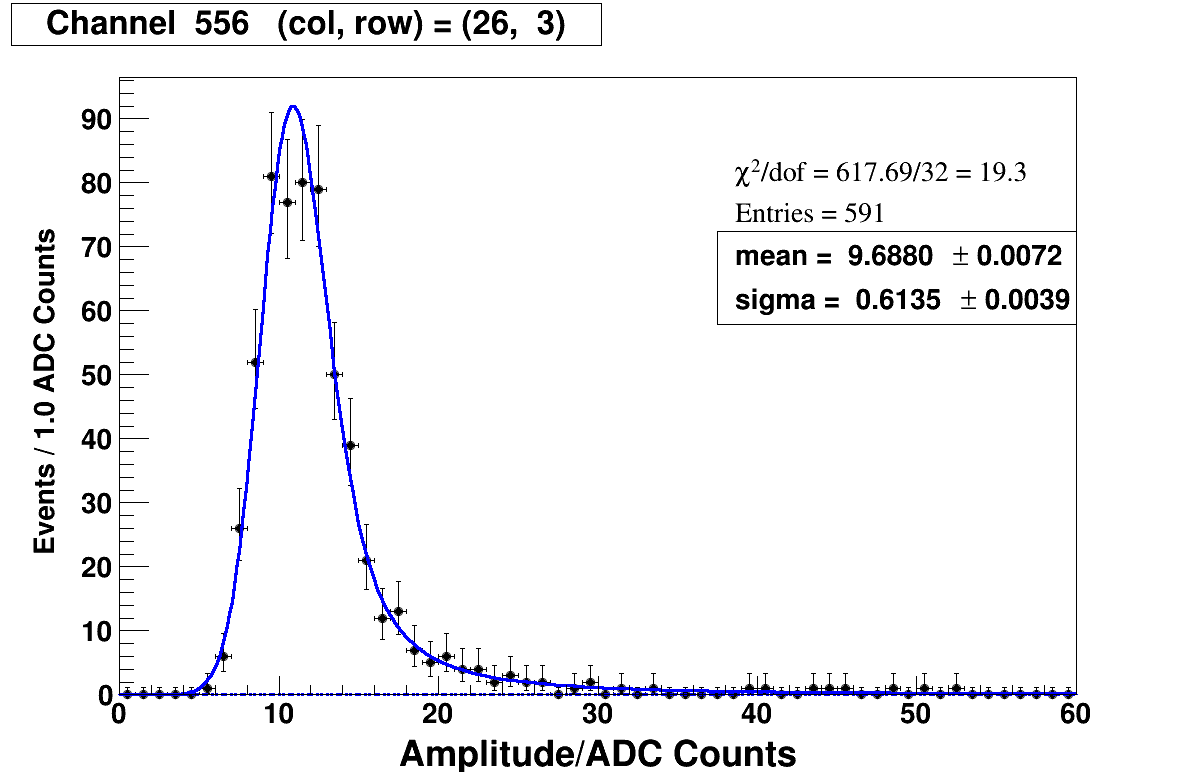 Channel 556 (col, row) = (26, 3)
90
80
70
60
50
40
30
20
10
0
Events / 1.0 ADC Counts
χ²/dof = 617.69/32 = 19.3
Entries = 591
mean = 9.6880 ± 0.0072
sigma = 0.6135 ± 0.0039
0 10 20 30 40 50 60
Amplitude/ADC Counts